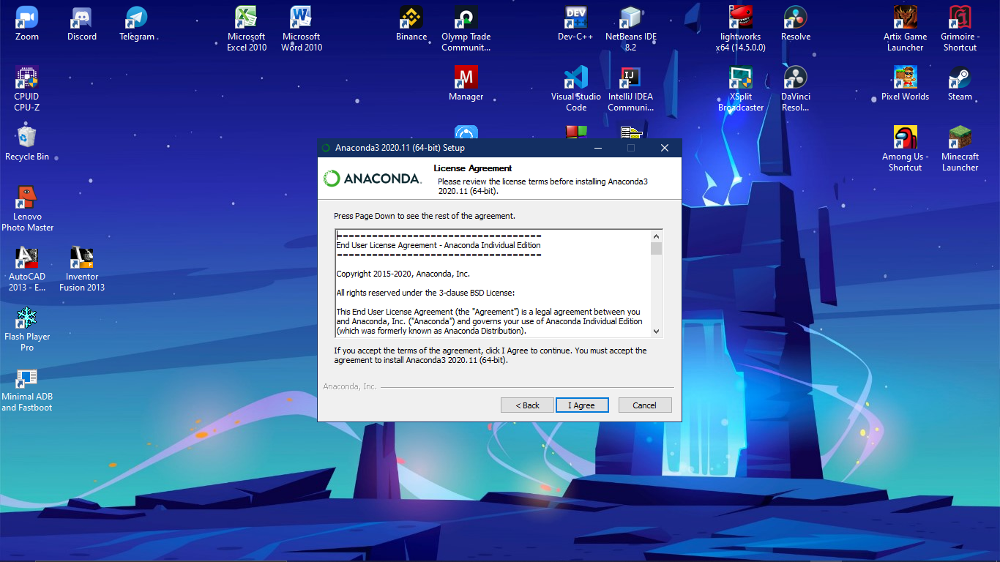 Zoom
Discord
Telegram
Microsoft
Excel 2010
Microsoft
Word 2010
Binance
Olymp Trade
Communit...
DEV
Dev-C++
NetBeans IDE
8.2
lightworks
x64 (14.5.0.0)
Resolve
Artix Game
Launcher
Grimoire -
Shortcut
CPUID
CPU-Z
M
Manager
Visual Studio
Code
IJ
IntelliJ IDEA
Communi...
XSplit
Broadcaster
DaVinci
Resol...
Pixel Worlds
Steam
Recycle Bin
Among Us -
Shortcut
Minecraft
Launcher
Lenovo
Photo Master
AutoCAD
2013 - E...
Inventor
Fusion 2013
Flash Player
Pro
Minimal ADB
and Fastboot
Anaconda3 2020.11 (64-bit) Setup
ANACONDA.
License Agreement
Please review the license terms before installing Anaconda3
2020.11 (64-bit).
Press Page Down to see the rest of the agreement.
===================================
End User License Agreement - Anaconda Individual Edition
===================================
Copyright 2015-2020, Anaconda, Inc.
All rights reserved under the 3-clause BSD License:
This End User License Agreement (the "Agreement") is a legal agreement between you
and Anaconda, Inc. ("Anaconda") and governs your use of Anaconda Individual Edition
(which was formerly known as Anaconda Distribution).
If you accept the terms of the agreement, click I Agree to continue. You must accept the
agreement to install Anaconda3 2020.11 (64-bit).
Anaconda, Inc.
< Back
I Agree
Cancel